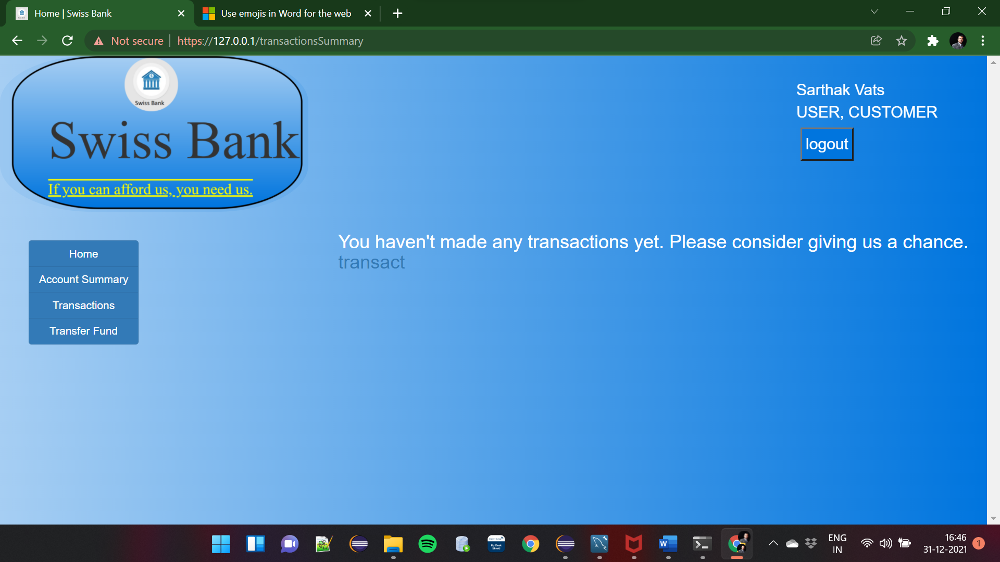 Home | Swiss Bank
Use emojis in Word for the web
Not secure
https://127.0.0.1/transactionsSummary
Swiss Bank
Swiss Bank
If you can afford us, you need us.
Sarthak Vats
USER, CUSTOMER
logout
Home
Account Summary
Transactions
Transfer Fund
You haven't made any transactions yet. Please consider giving us a chance.
transact
ENG
IN
16:46
31-12-2021
1